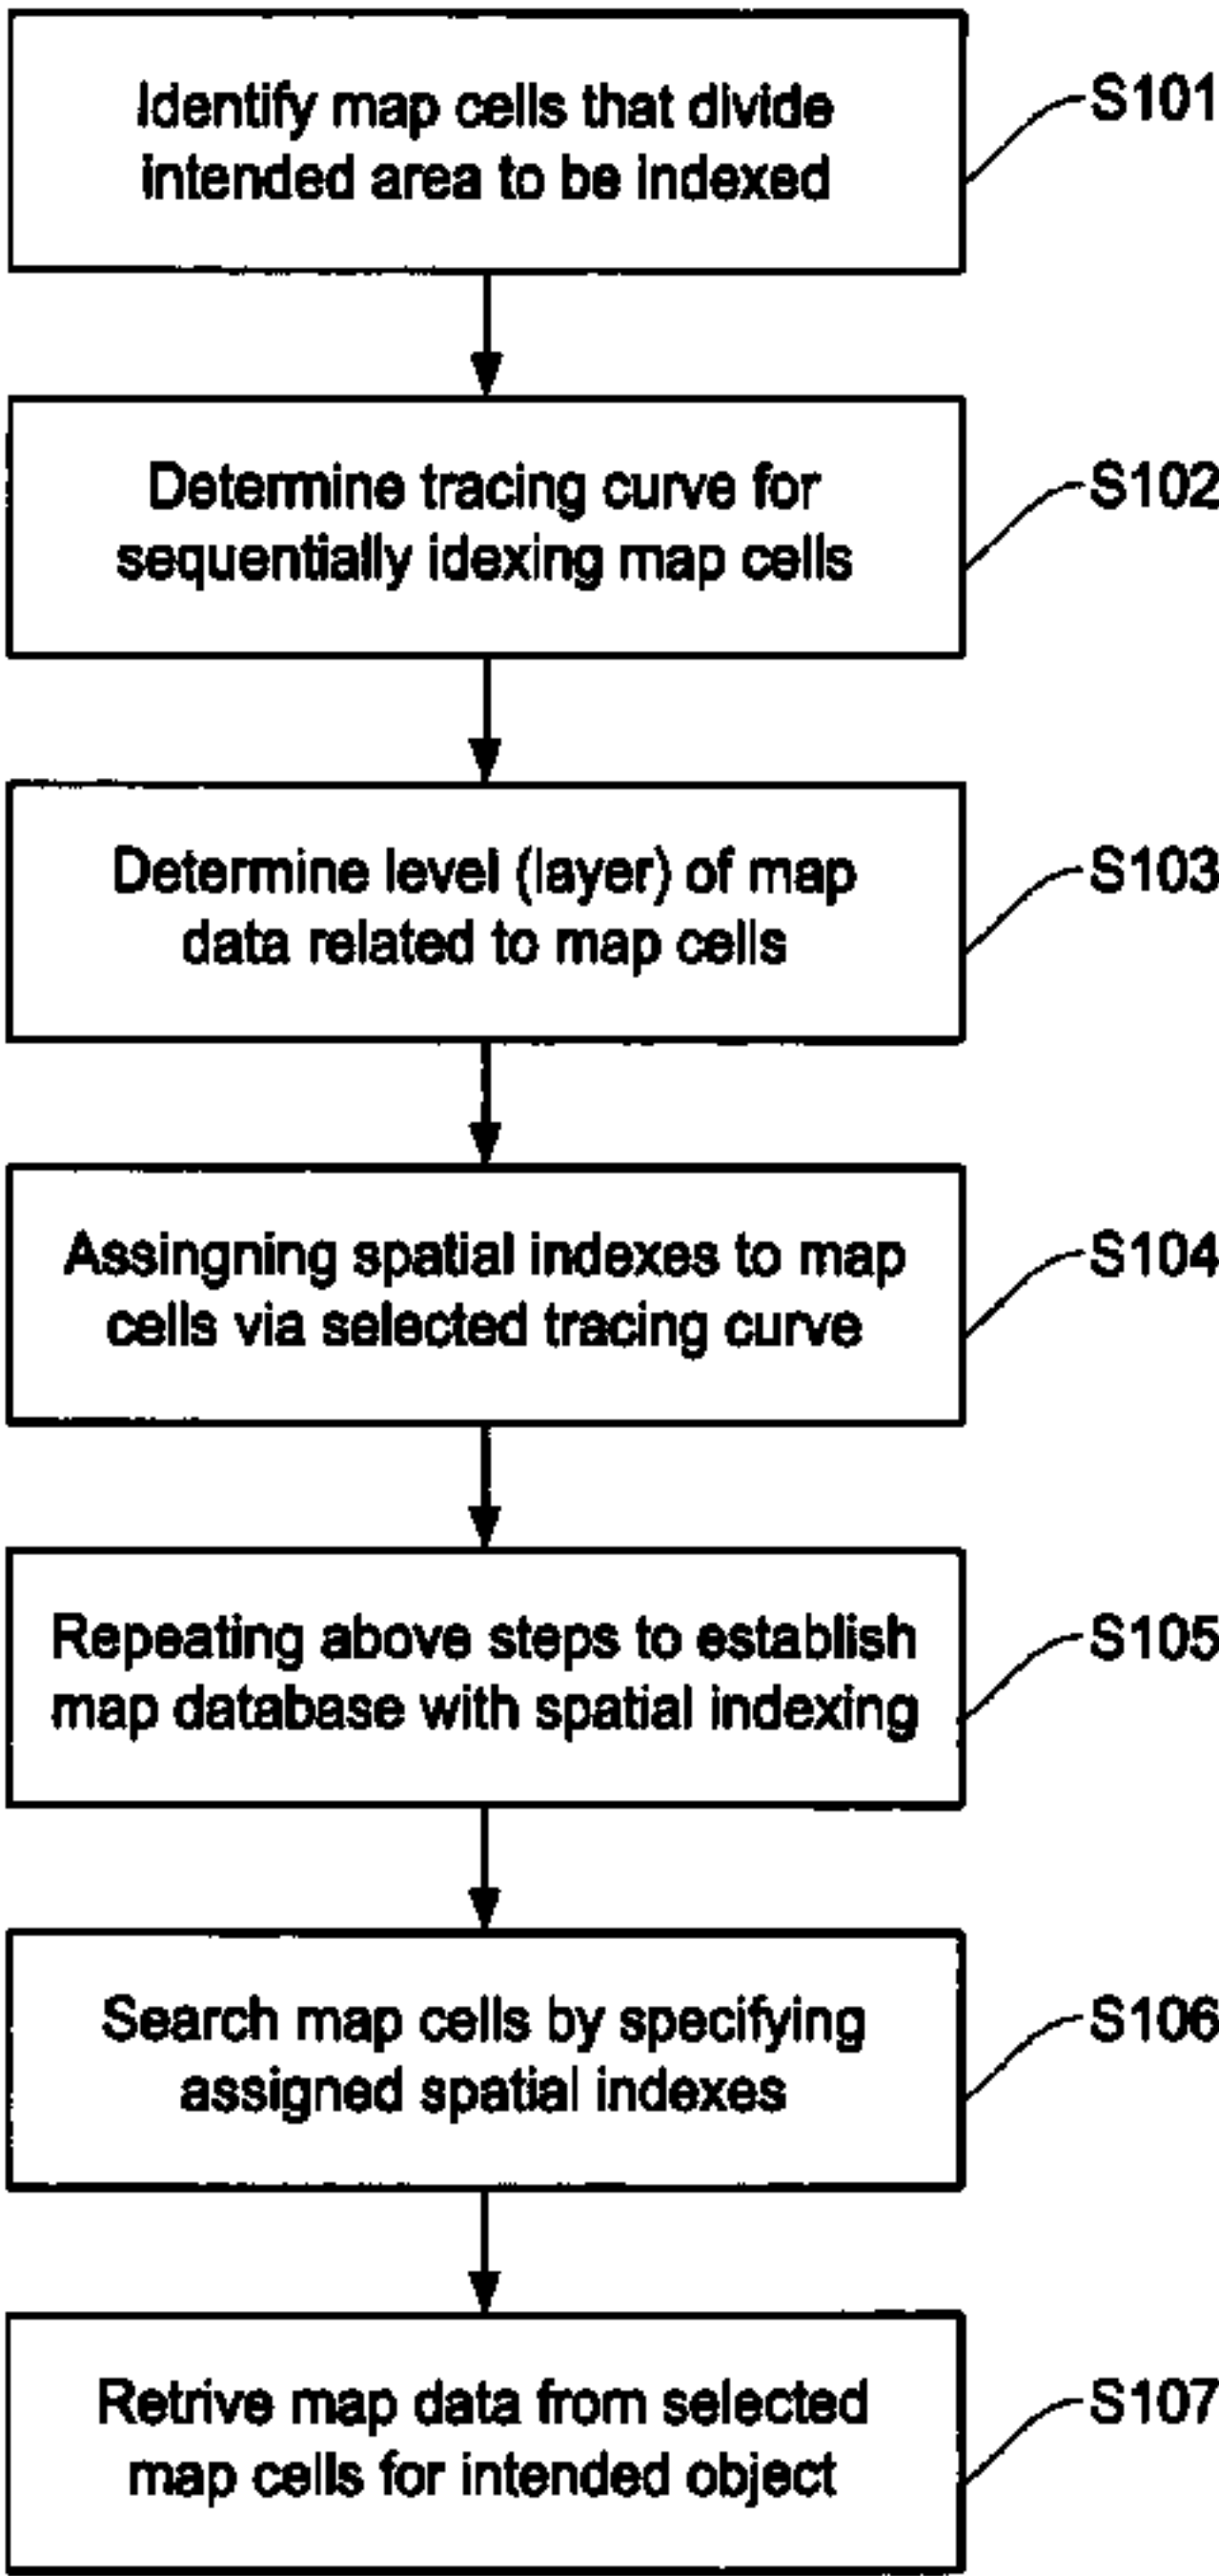 Identify map cells that divide
intended area to be indexed
S101
Determine tracing curve for
sequentially idexing map cells
S102
Determine level (layer) of map
data related to map cells
S103
Assingning spatial indexes to map
cells via selected tracing curve
S104
Repeating above steps to establish
map database with spatial indexing
S105
Search map cells by specifying
assigned spatial indexes
S106
Retrive map data from selected
map cells for intended object
S107